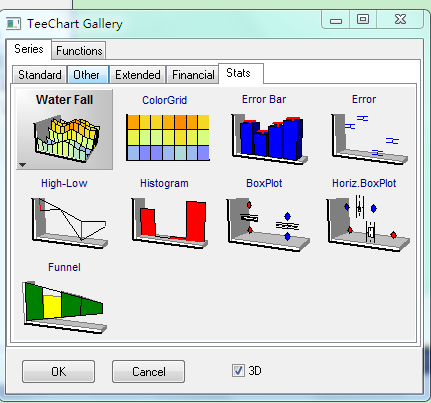 TeeChart Gallery
Series Functions
Standard Other Extended Financial Stats
Water Fall ColorGrid Error Bar Error
High-Low Histogram BoxPlot Horiz.BoxPlot
Funnel
OK Cancel 3D